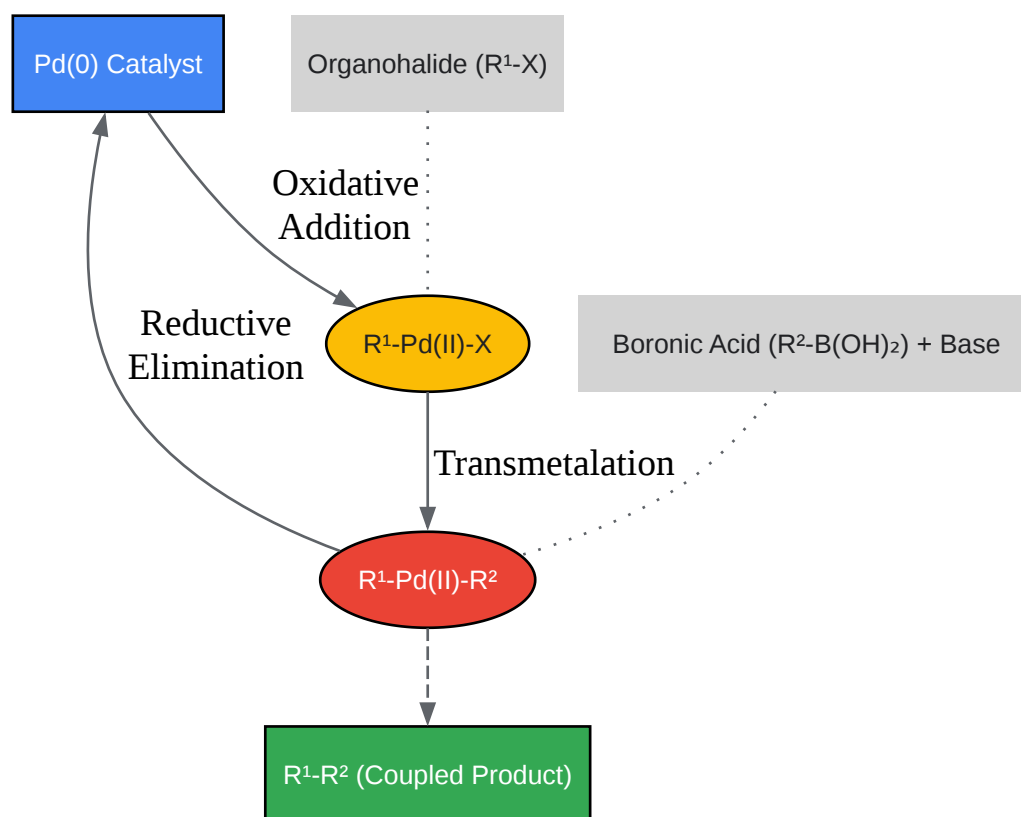 Pd(0) Catalyst
Organohalide (R¹-X)
Oxidative
Addition
Reductive
Elimination
R¹-Pd(II)-X
Boronic Acid (R²-B(OH)₂) + Base
Transmetalation
R¹-Pd(II)-R²
R¹-R² (Coupled Product)